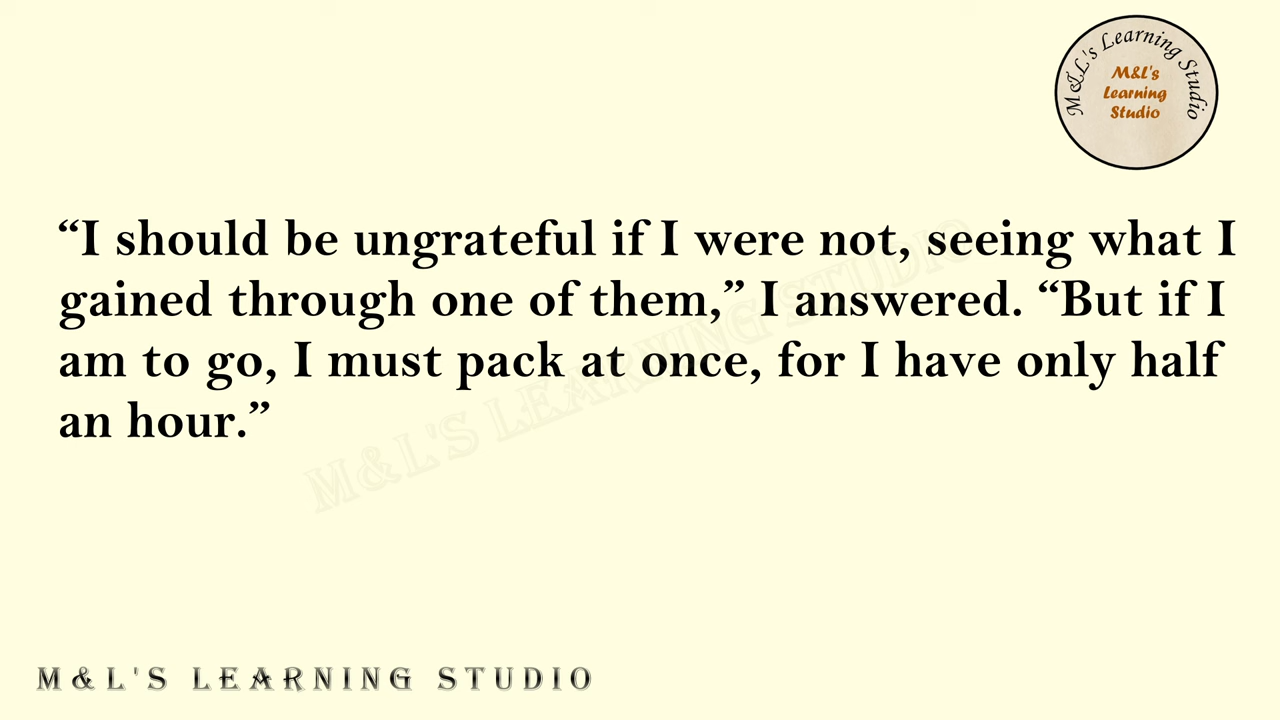 M&L's Learning Studio
M&L's
Learning
Studio
“I should be ungrateful if I were not, seeing what I
gained through one of them,” I answered. “But if I
am to go, I must pack at once, for I have only half
an hour.”
M&L'S LEARNING STUDIO
M&L'S LEARNING STUDIO